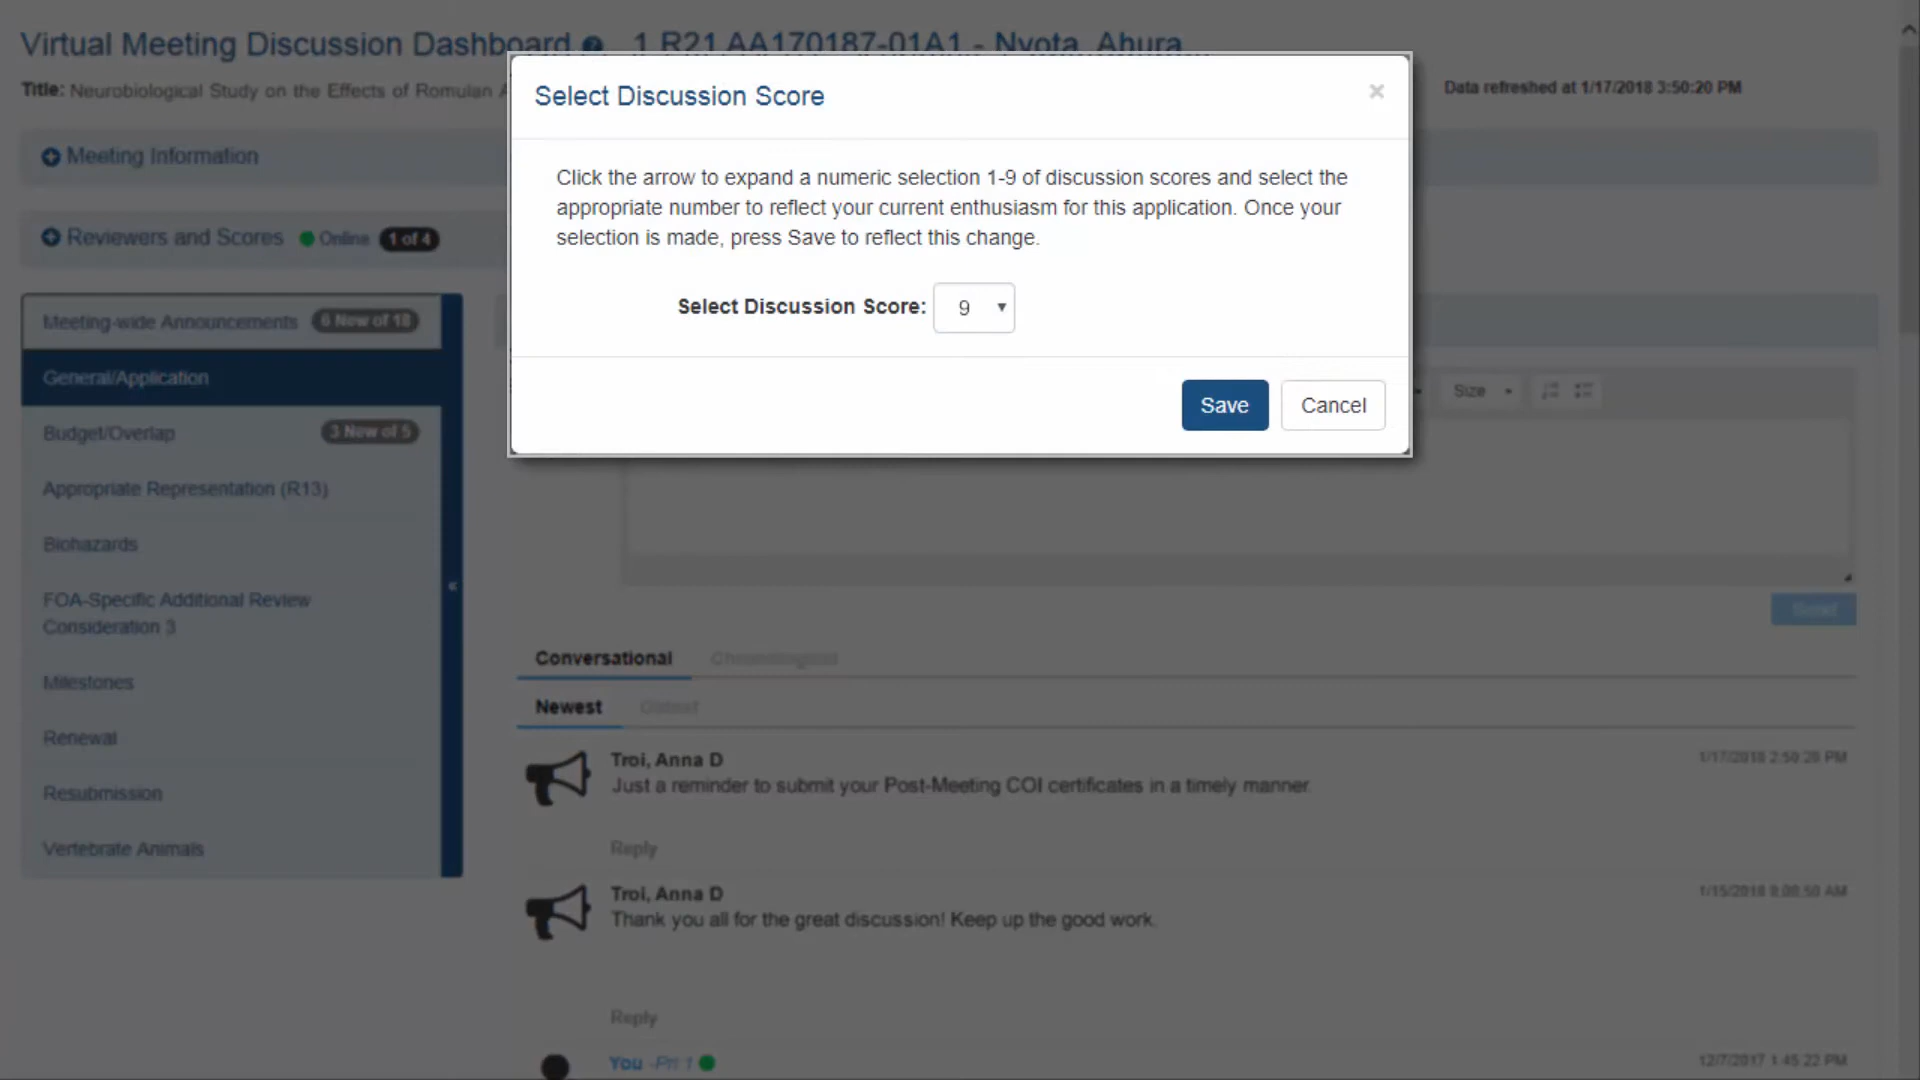 Virtual Meeting Discussion Dashboard ? 1 R21 AA170187-01A1 - Nyota, Ahura
Title: Neurobiological Study on the Effects of Romulan A
Data refreshed at 1/17/2018 3:50:20 PM
Select Discussion Score ×
Click the arrow to expand a numeric selection 1-9 of discussion scores and select the
appropriate number to reflect your current enthusiasm for this application. Once your
selection is made, press Save to reflect this change.
Select Discussion Score: 9
Save Cancel
Meeting Information
Reviewers and Scores Online 1 of 4
Meeting-wide Announcements 6 New of 18
General/Application
Budget/Overlap 3 New of 5
Appropriate Representation (R13)
Biohazards
FOA-Specific Additional Review
Consideration 3
Milestones
Renewal
Resubmission
Vertebrate Animals
«
Size
Send
Conversational Chronological
Newest Oldest
Troi, Anna D 1/17/2018 2:50:28 PM
Just a reminder to submit your Post-Meeting COI certificates in a timely manner.
Reply
Troi, Anna D 1/15/2018 8:08:50 AM
Thank you all for the great discussion! Keep up the good work.
Reply
You -Pri 1 12/7/2017 1:45:22 PM